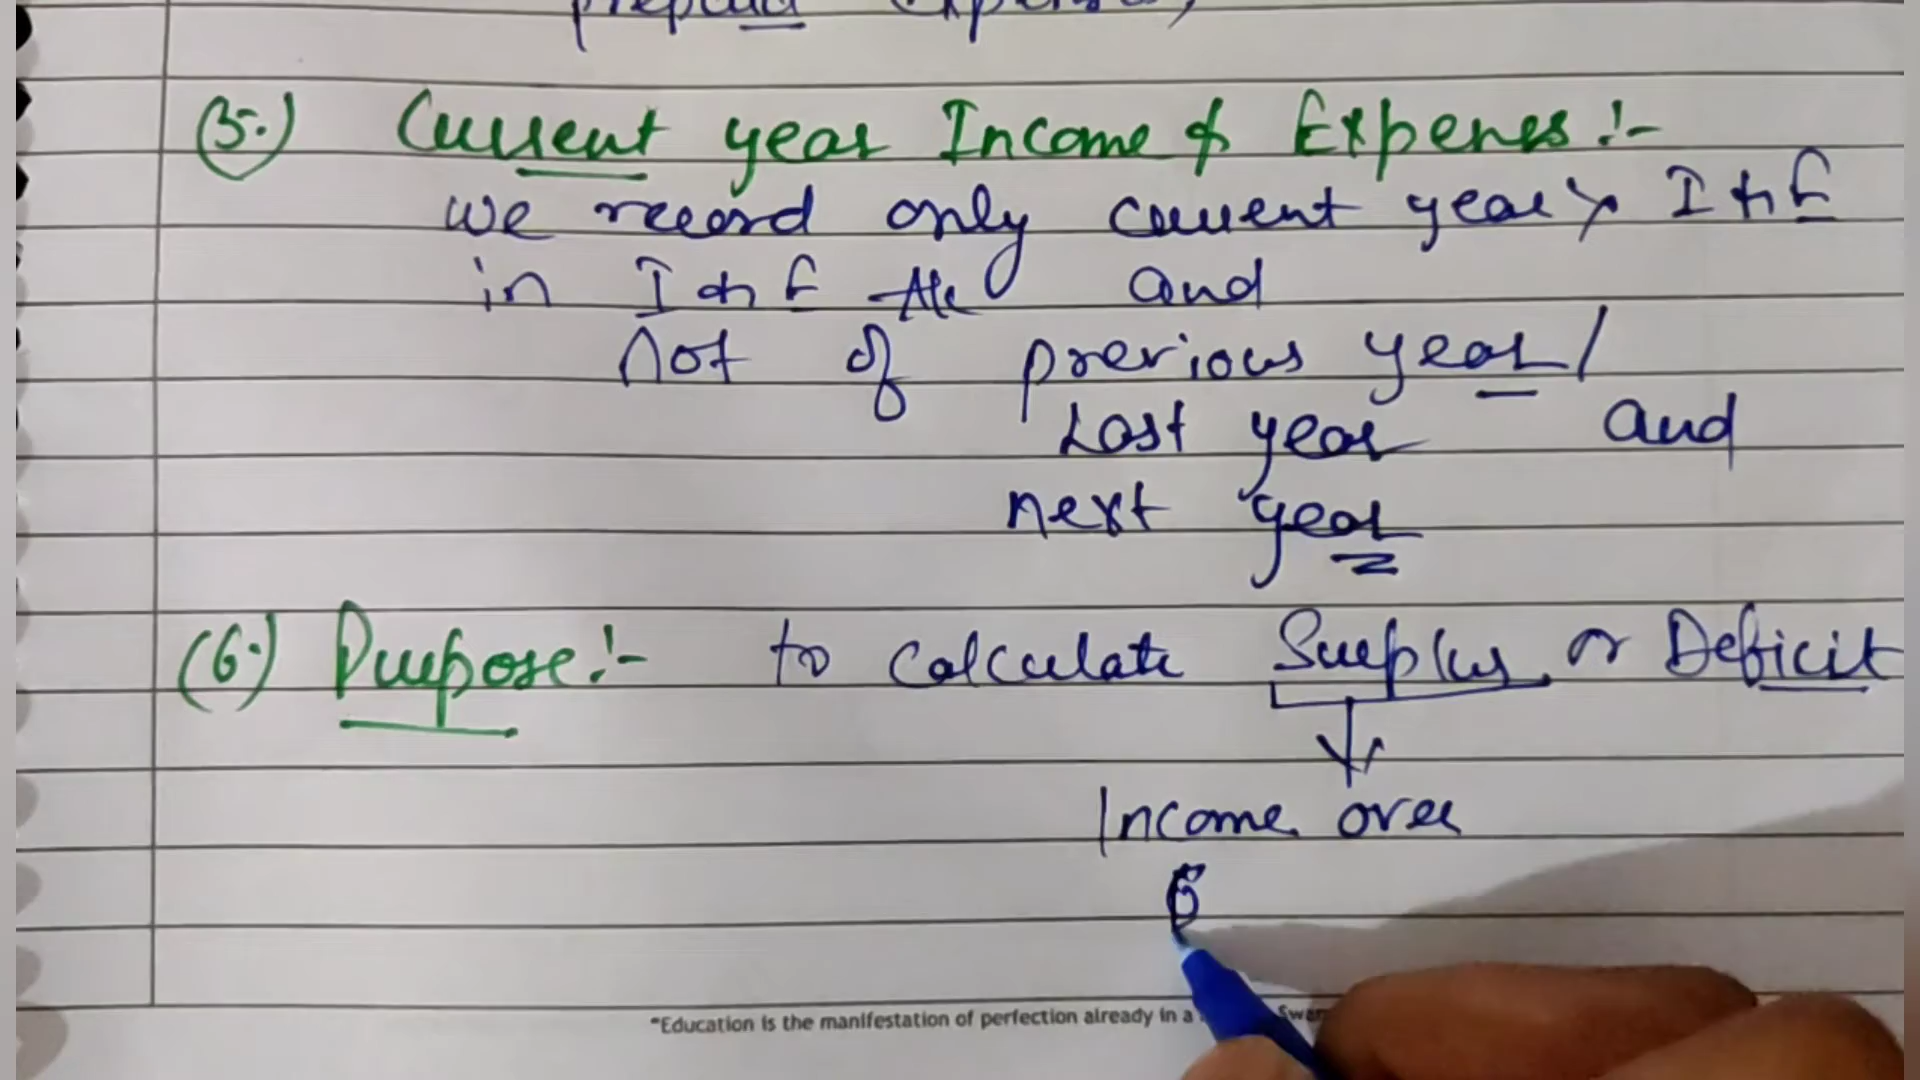 prepaid expenses,
(5.) Current year Income & Expenses :-
we record only current year's I & E
in I & E A/c and
Not of previous year /
Last year and
next year
(6.) Purpose :- to calculate Surplus or Deficit
Income over
"Education is the manifestation of perfection already in a